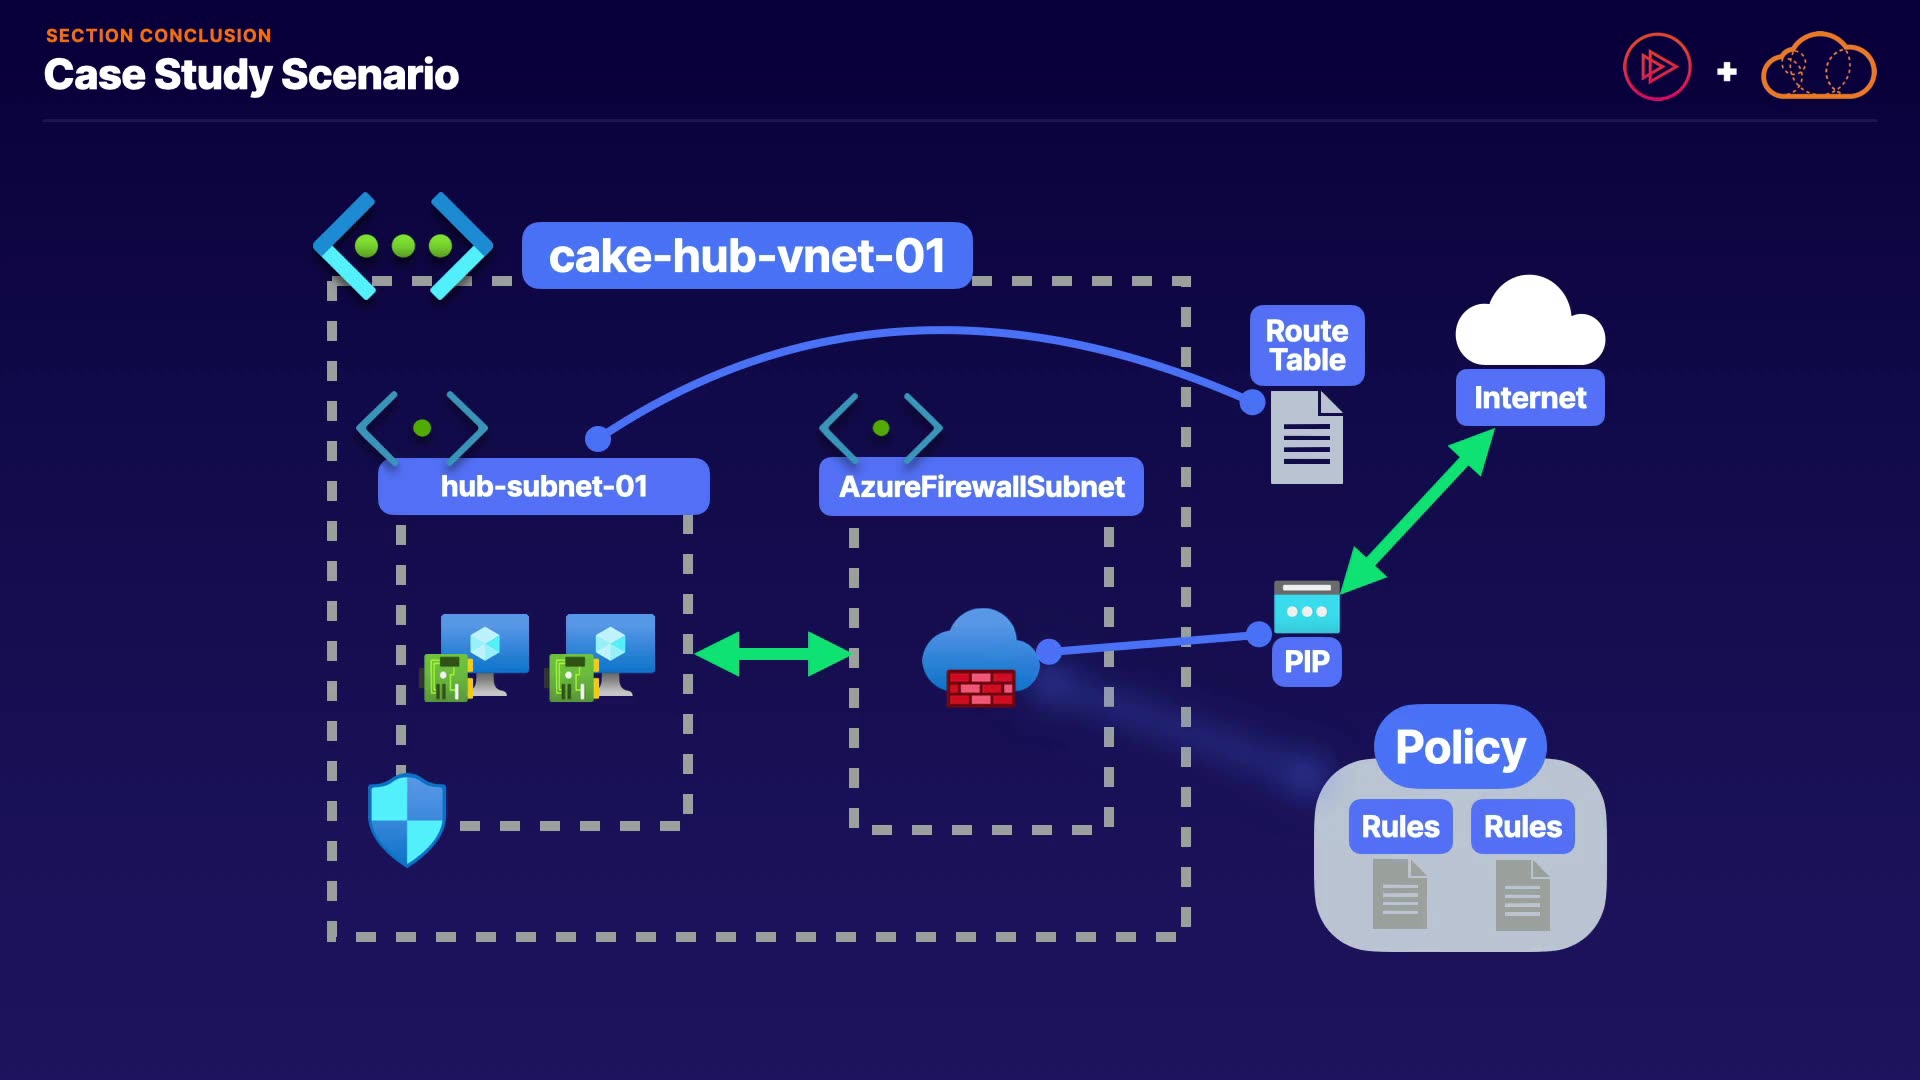 SECTION CONCLUSION
Case Study Scenario
cake-hub-vnet-01
Route
Table
Internet
hub-subnet-01
AzureFirewallSubnet
PIP
Policy
Rules
Rules